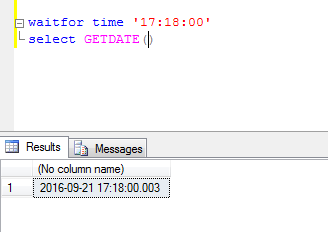 waitfor time '17:18:00'
select GETDATE()
Results Messages
(No column name)
1 2016-09-21 17:18:00.003